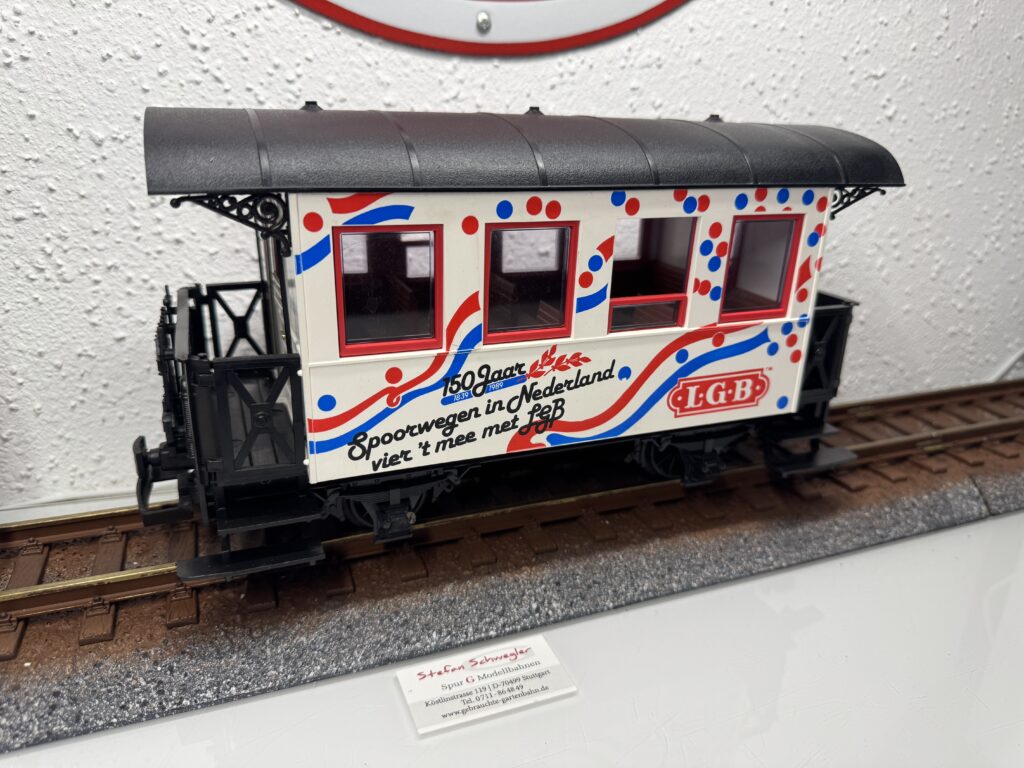 150 Jaar
1839 1989
Spoorwegen in Nederland
vier 't mee met LGB
L·G·B
TM
Stefan Schwegler
Spur G Modellbahnen
Köstlinstrasse 119 | D-70499 Stuttgart
Tel. 0711 - 86 48 49
www.gebrauchte-gartenbahn.de